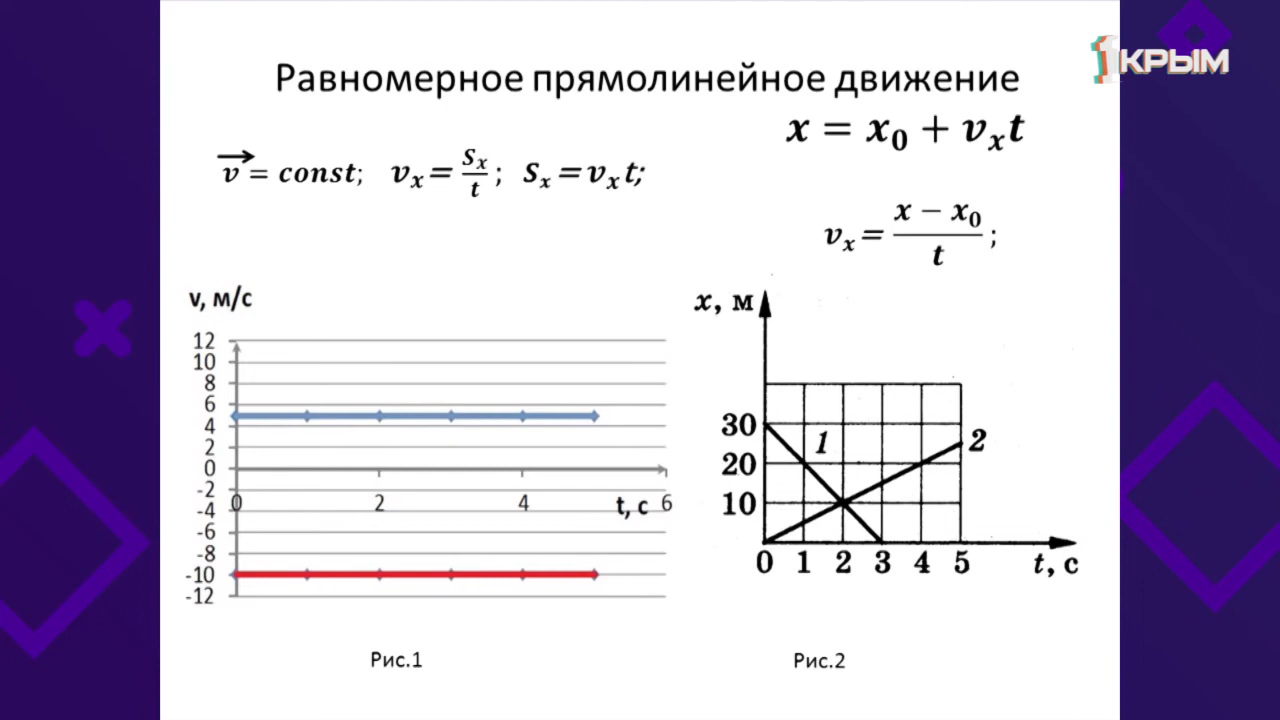 1КРЫМ
Равномерное прямолинейное движение
x = x₀ + vₓt
v⃗ = const; vₓ = Sₓ/t ; Sₓ = vₓ t;
vₓ = (x − x₀)/t ;
v, м/с
12
10
8
6
4
2
0
-2
-4
-6
-8
-10
-12
0 2 4 6
t, с
x, м
30
20
10
1
2
0 1 2 3 4 5
t, с
Рис.1
Рис.2